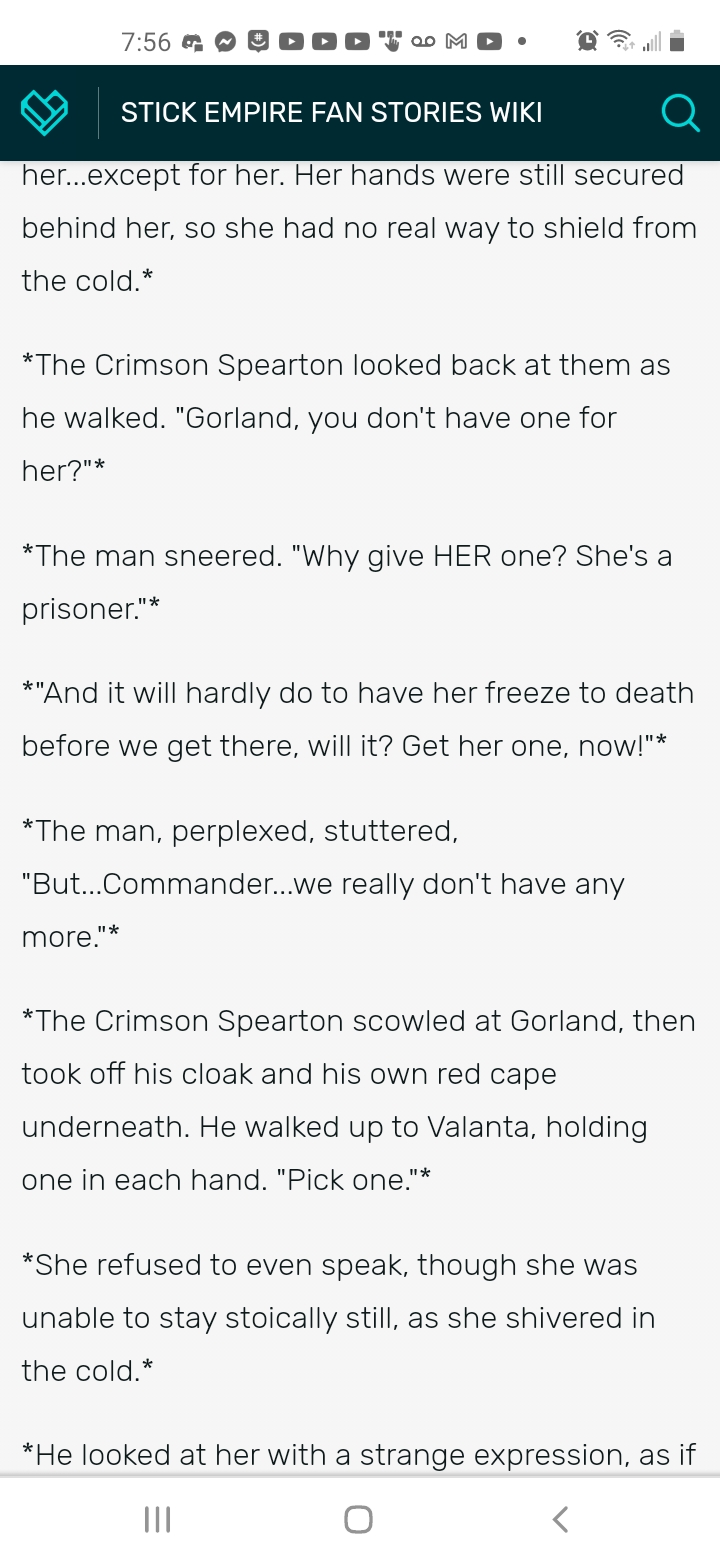 7:56
STICK EMPIRE FAN STORIES WIKI
her...except for her. Her hands were still secured
behind her, so she had no real way to shield from
the cold.*
*The Crimson Spearton looked back at them as
he walked. "Gorland, you don't have one for
her?"*
*The man sneered. "Why give HER one? She's a
prisoner."*
*"And it will hardly do to have her freeze to death
before we get there, will it? Get her one, now!"*
*The man, perplexed, stuttered,
"But...Commander...we really don't have any
more."*
*The Crimson Spearton scowled at Gorland, then
took off his cloak and his own red cape
underneath. He walked up to Valanta, holding
one in each hand. "Pick one."*
*She refused to even speak, though she was
unable to stay stoically still, as she shivered in
the cold.*
*He looked at her with a strange expression, as if